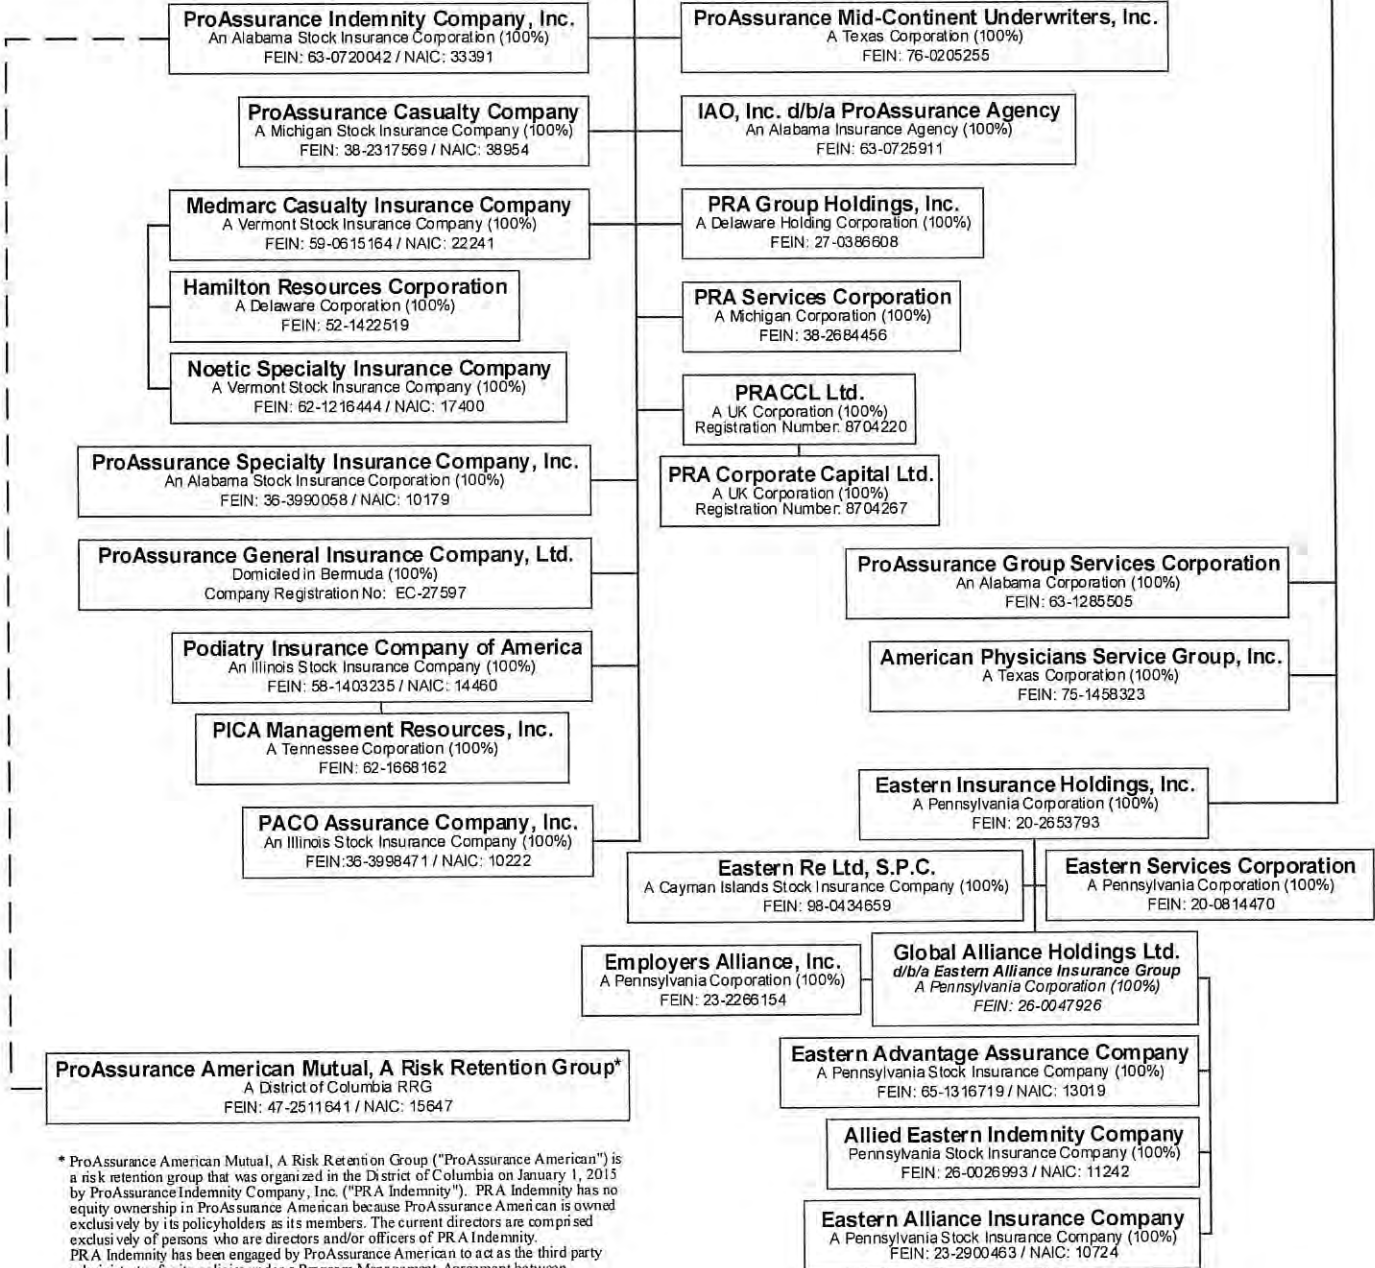 ProAssurance Indemnity Company, Inc.
An Alabama Stock Insurance Corporation (100%)
FEIN: 63-0720042 / NAIC: 33391
ProAssurance Mid-Continent Underwriters, Inc.
A Texas Corporation (100%)
FEIN: 76-0205255
ProAssurance Casualty Company
A Michigan Stock Insurance Company (100%)
FEIN: 38-2317569 / NAIC: 38954
IAO, Inc. d/b/a ProAssurance Agency
An Alabama Insurance Agency (100%)
FEIN: 63-0725911
Medmarc Casualty Insurance Company
A Vermont Stock Insurance Company (100%)
FEIN: 59-0615164 / NAIC: 22241
PRA Group Holdings, Inc.
A Delaware Holding Corporation (100%)
FEIN: 27-0386608
Hamilton Resources Corporation
A Delaware Corporation (100%)
FEIN: 52-1422519
PRA Services Corporation
A Michigan Corporation (100%)
FEIN: 38-2684456
Noetic Specialty Insurance Company
A Vermont Stock Insurance Company (100%)
FEIN: 62-1216444 / NAIC: 17400
PRACCL Ltd.
A UK Corporation (100%)
Registration Number: 8704220
ProAssurance Specialty Insurance Company, Inc.
An Alabama Stock Insurance Corporation (100%)
FEIN: 36-3990058 / NAIC: 10179
PRA Corporate Capital Ltd.
A UK Corporation (100%)
Registration Number: 8704267
ProAssurance General Insurance Company, Ltd.
Domiciled in Bermuda (100%)
Company Registration No: EC-27597
ProAssurance Group Services Corporation
An Alabama Corporation (100%)
FEIN: 63-1285505
Podiatry Insurance Company of America
An Illinois Stock Insurance Company (100%)
FEIN: 58-1403235 / NAIC: 14460
American Physicians Service Group, Inc.
A Texas Corporation (100%)
FEIN: 75-1458323
PICA Management Resources, Inc.
A Tennessee Corporation (100%)
FEIN: 62-1668162
Eastern Insurance Holdings, Inc.
A Pennsylvania Corporation (100%)
FEIN: 20-2653793
PACO Assurance Company, Inc.
An Illinois Stock Insurance Company (100%)
FEIN:36-3998471 / NAIC: 10222
Eastern Re Ltd, S.P.C.
A Cayman Islands Stock Insurance Company (100%)
FEIN: 98-0434659
Eastern Services Corporation
A Pennsylvania Corporation (100%)
FEIN: 20-0814470
Employers Alliance, Inc.
A Pennsylvania Corporation (100%)
FEIN: 23-2266154
Global Alliance Holdings Ltd.
d/b/a Eastern Alliance Insurance Group
A Pennsylvania Corporation (100%)
FEIN: 26-0047926
Eastern Advantage Assurance Company
A Pennsylvania Stock Insurance Company (100%)
FEIN: 65-1316719 / NAIC: 13019
ProAssurance American Mutual, A Risk Retention Group*
A District of Columbia RRG
FEIN: 47-2511641 / NAIC: 15647
Allied Eastern Indemnity Company
Pennsylvania Stock Insurance Company (100%)
FEIN: 26-0026993 / NAIC: 11242
Eastern Alliance Insurance Company
A Pennsylvania Stock Insurance Company (100%)
FEIN: 23-2900463 / NAIC: 10724
* ProAssurance American Mutual, A Risk Retention Group ("ProAssurance American") is
a risk retention group that was organized in the District of Columbia on January 1, 2015
by ProAssurance Indemnity Company, Inc. ("PRA Indemnity"). PRA Indemnity has no
equity ownership in ProAssurance American because ProAssurance American is owned
exclusively by its policyholders as its members. The current directors are comprised
exclusively of persons who are directors and/or officers of PRA Indemnity.
PRA Indemnity has been engaged by ProAssurance American to act as the third party